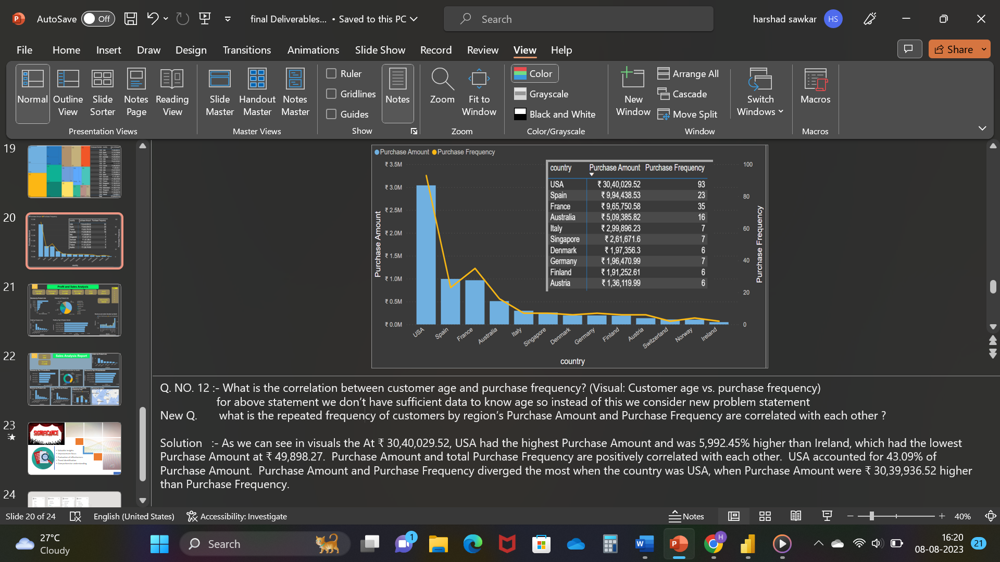 AutoSave Off final Deliverables... • Saved to this PC Search harshad sawkar HS
File Home Insert Draw Design Transitions Animations Slide Show Record Review View Help Share
Normal Outline View Slide Sorter Notes Page Reading View
Presentation Views
Slide Master Handout Master Notes Master
Master Views
Ruler
Gridlines
Guides
Show
Notes
Zoom Fit to Window
Zoom
Color
Grayscale
Black and White
Color/Grayscale
New Window
Arrange All
Cascade
Move Split
Switch Windows
Window
Macros
Macros
19
20
21
Profit and Sales Analysis
22
Sales Analysis Report
23
SIGNIFICANCE
24
Purchase Amount Purchase Frequency
₹ 3.5M
₹ 3.0M
₹ 2.5M
₹ 2.0M
₹ 1.5M
₹ 1.0M
₹ 0.5M
₹ 0.0M
Purchase Amount
country Purchase Amount Purchase Frequency
USA ₹ 30,40,029.52 93
Spain ₹ 9,94,438.53 23
France ₹ 9,65,750.58 35
Australia ₹ 5,09,385.82 16
Italy ₹ 2,99,896.23 7
Singapore ₹ 2,61,671.6 7
Denmark ₹ 1,97,356.3 6
Germany ₹ 1,96,470.99 7
Finland ₹ 1,91,252.61 6
Austria ₹ 1,36,119.99 6
100
80
60
40
20
0
Purchase Frequency
USA Spain France Australia Italy Singapore Denmark Germany Finland Austria Switzerland Norway Ireland
country
Q. NO. 12 :- What is the correlation between customer age and purchase frequency? (Visual: Customer age vs. purchase frequency)
for above statement we don't have sufficient data to know age so instead of this we consider new problem statement
New Q. what is the repeated frequency of customers by region's Purchase Amount and Purchase Frequency are correlated with each other ?
Solution :- As we can see in visuals the At ₹ 30,40,029.52, USA had the highest Purchase Amount and was 5,992.45% higher than Ireland, which had the lowest
Purchase Amount at ₹ 49,898.27. Purchase Amount and total Purchase Frequency are positively correlated with each other. USA accounted for 43.09% of
Purchase Amount. Purchase Amount and Purchase Frequency diverged the most when the country was USA, when Purchase Amount were ₹ 30,39,936.52 higher
than Purchase Frequency.
Slide 20 of 24 English (United States) Accessibility: Investigate Notes 40%
27°C
Cloudy
Search
1
16:20
08-08-2023
21